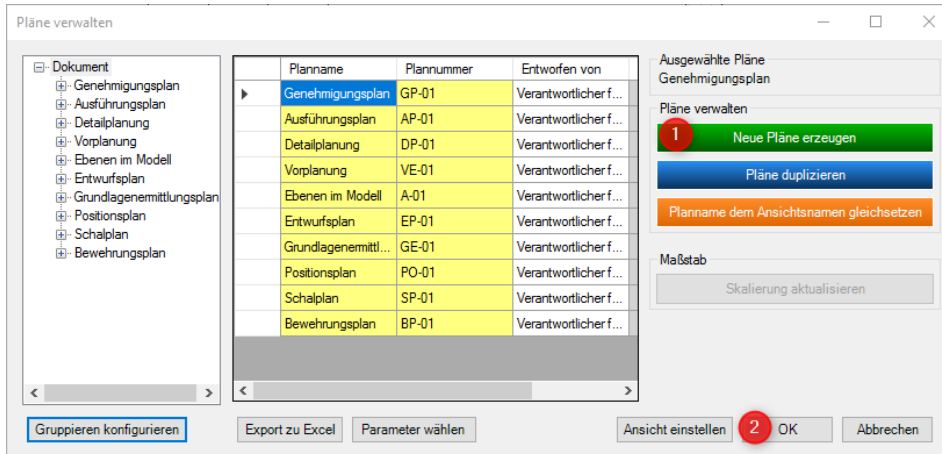 Pläne verwalten
Dokument
Genehmigungsplan
Ausführungsplan
Detailplanung
Vorplanung
Ebenen im Modell
Entwurfsplan
Grundlagenermittlungsplan
Positionsplan
Schalplan
Bewehrungsplan
Planname Plannummer Entworfen von
Genehmigungsplan GP-01 Verantwortlicher f...
Ausführungsplan AP-01 Verantwortlicher f...
Detailplanung DP-01 Verantwortlicher f...
Vorplanung VE-01 Verantwortlicher f...
Ebenen im Modell A-01 Verantwortlicher f...
Entwurfsplan EP-01 Verantwortlicher f...
Grundlagenermittl... GE-01 Verantwortlicher f...
Positionsplan PO-01 Verantwortlicher f...
Schalplan SP-01 Verantwortlicher f...
Bewehrungsplan BP-01 Verantwortlicher f...
Ausgewählte Pläne
Genehmigungsplan
Pläne verwalten
1 Neue Pläne erzeugen
Pläne duplizieren
Planname dem Ansichtsnamen gleichsetzen
Maßstab
Skalierung aktualisieren
Gruppieren konfigurieren Export zu Excel Parameter wählen Ansicht einstellen 2 OK Abbrechen